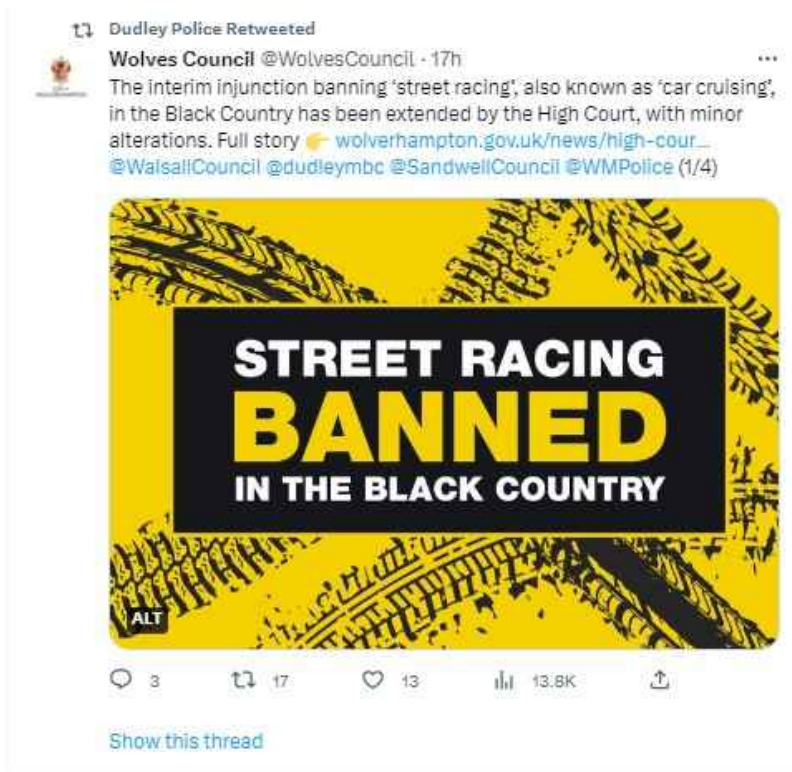 Dudley Police Retweeted
Wolves Council @WolvesCouncil · 17h
The interim injunction banning ‘street racing’, also known as ‘car cruising’,
in the Black Country has been extended by the High Court, with minor
alterations. Full story 👉 wolverhampton.gov.uk/news/high-cour...
@WalsallCouncil @dudleymbc @SandwellCouncil @WMPolice (1/4)
STREET RACING
BANNED
IN THE BLACK COUNTRY
ALT
3 17 13 13.8K
Show this thread